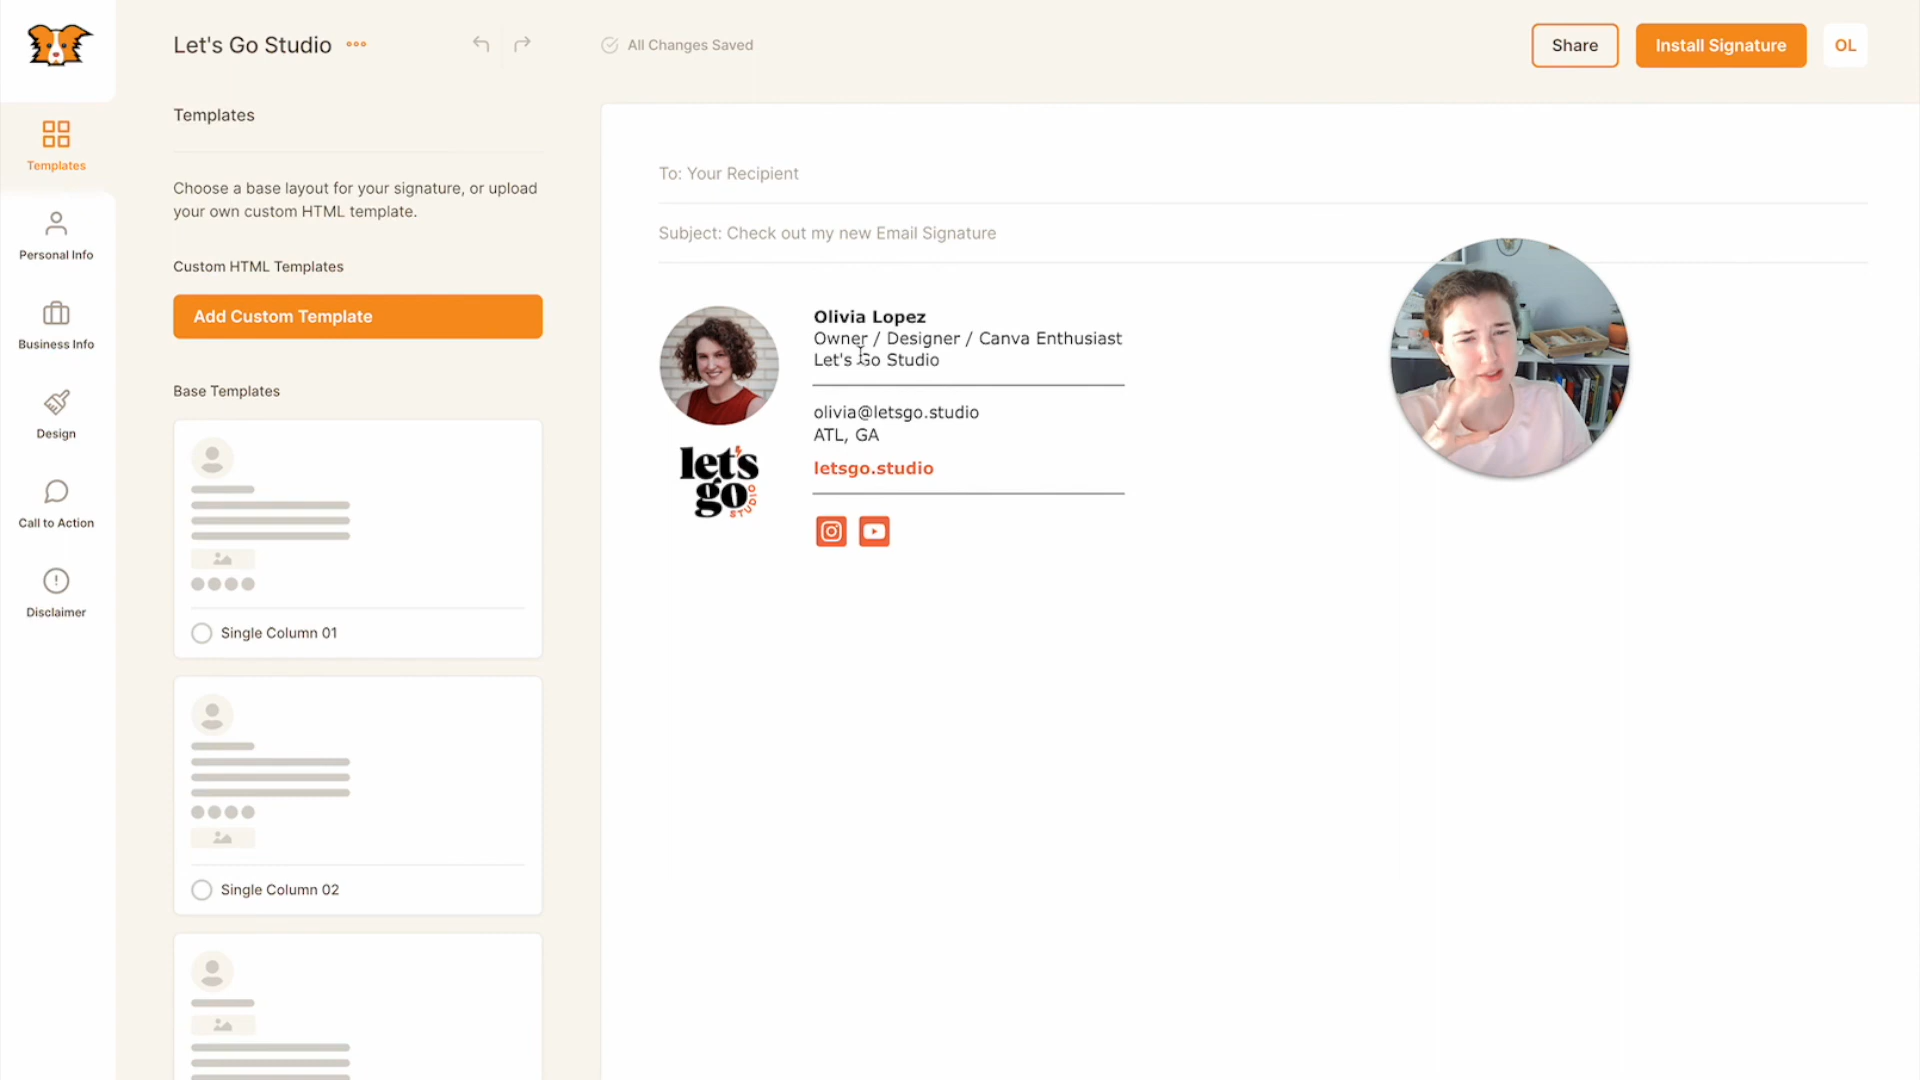 Let's Go Studio
All Changes Saved
Share
Install Signature
OL
Templates
Personal Info
Business Info
Design
Call to Action
Disclaimer
Templates
Choose a base layout for your signature, or upload
your own custom HTML template.
Custom HTML Templates
Add Custom Template
Base Templates
Single Column 01
Single Column 02
To: Your Recipient
Subject: Check out my new Email Signature
Olivia Lopez
Owner / Designer / Canva Enthusiast
Let's Go Studio
olivia@letsgo.studio
ATL, GA
letsgo.studio
let's
go
STUDIO